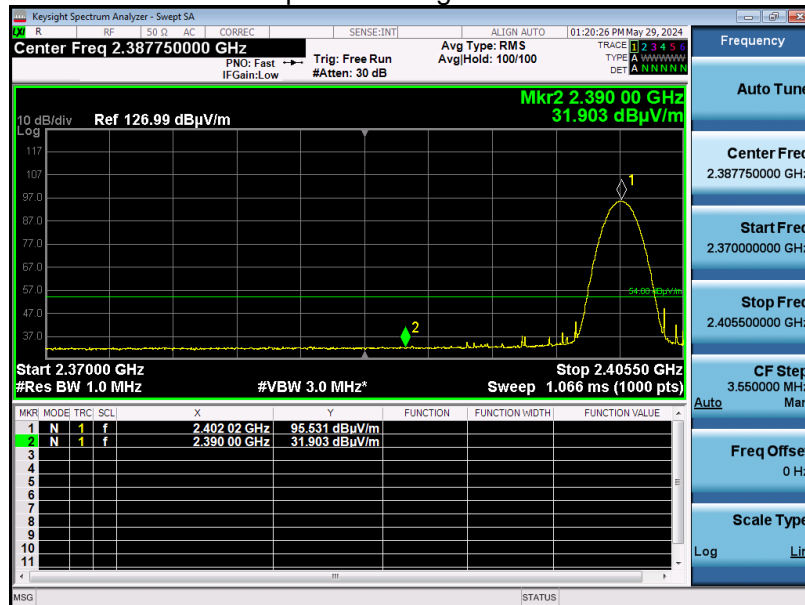 Keysight Spectrum Analyzer - Swept SA
LXI R RF 50 Ω AC CORREC SENSE:INT ALIGN AUTO 01:20:26 PM May 29, 2024
Center Freq 2.387750000 GHz Avg Type: RMS TRACE 1 2 3 4 5 6
PNO: Fast Trig: Free Run Avg|Hold: 100/100 TYPE A WWWWW
IFGain:Low #Atten: 30 dB DET A N N N N N
Mkr2 2.390 00 GHz
31.903 dBµV/m
10 dB/div Ref 126.99 dBµV/m
Log
117
107
97.0
87.0
77.0
67.0
57.0
47.0
37.0
1
2
54.00 dBµV/m
Start 2.37000 GHz Stop 2.40550 GHz
#Res BW 1.0 MHz #VBW 3.0 MHz* Sweep 1.066 ms (1000 pts)
MKR MODE TRC SCL X Y FUNCTION FUNCTION WIDTH FUNCTION VALUE
1 N 1 f 2.402 02 GHz 95.531 dBµV/m
2 N 1 f 2.390 00 GHz 31.903 dBµV/m
3
4
5
6
7
8
9
10
11
MSG STATUS
Frequency
Auto Tune
Center Freq
2.387750000 GHz
Start Freq
2.370000000 GHz
Stop Freq
2.405500000 GHz
CF Step
3.550000 MHz
Auto Man
Freq Offset
0 Hz
Scale Type
Log Lin